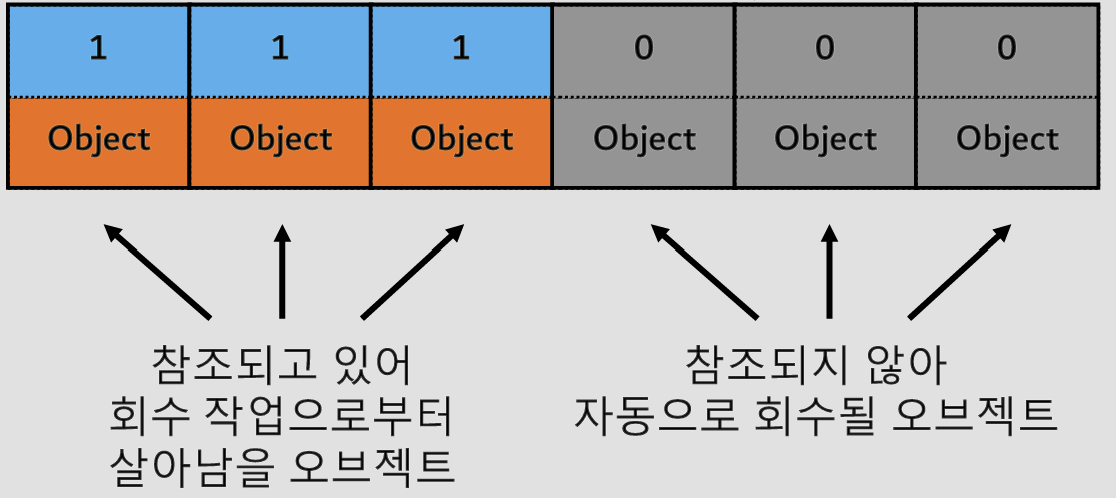 1 1 1 0 0 0
Object Object Object Object Object Object
참조되고 있어
회수 작업으로부터
살아남을 오브젝트
참조되지 않아
자동으로 회수될 오브젝트